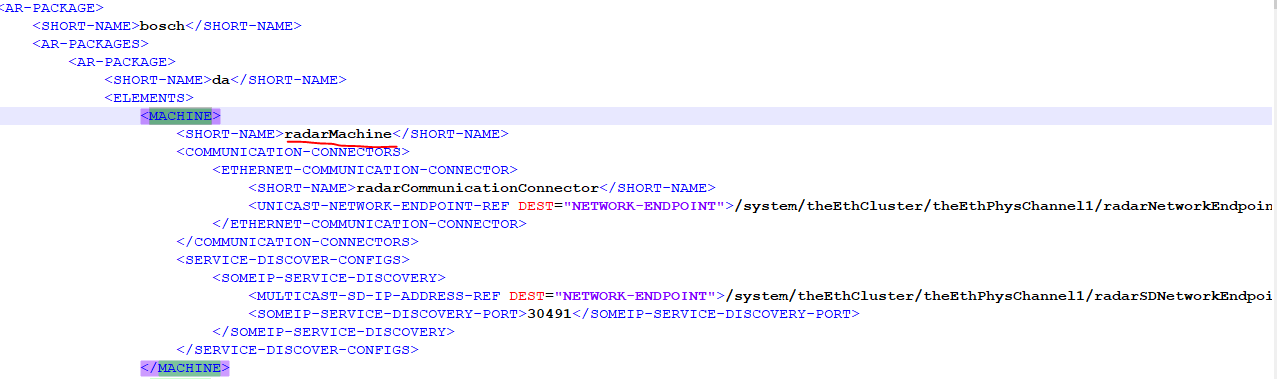 <AR-PACKAGE>
<SHORT-NAME>bosch</SHORT-NAME>
<AR-PACKAGES>
<AR-PACKAGE>
<SHORT-NAME>da</SHORT-NAME>
<ELEMENTS>
<MACHINE>
<SHORT-NAME>radarMachine</SHORT-NAME>
<COMMUNICATION-CONNECTORS>
<ETHERNET-COMMUNICATION-CONNECTOR>
<SHORT-NAME>radarCommunicationConnector</SHORT-NAME>
<UNICAST-NETWORK-ENDPOINT-REF DEST="NETWORK-ENDPOINT">/system/theEthCluster/theEthPhysChannel1/radarNetworkEndpoin
</ETHERNET-COMMUNICATION-CONNECTOR>
</COMMUNICATION-CONNECTORS>
<SERVICE-DISCOVER-CONFIGS>
<SOMEIP-SERVICE-DISCOVERY>
<MULTICAST-SD-IP-ADDRESS-REF DEST="NETWORK-ENDPOINT">/system/theEthCluster/theEthPhysChannel1/radarSDNetworkEndpoi
<SOMEIP-SERVICE-DISCOVERY-PORT>30491</SOMEIP-SERVICE-DISCOVERY-PORT>
</SOMEIP-SERVICE-DISCOVERY>
</SERVICE-DISCOVER-CONFIGS>
</MACHINE>